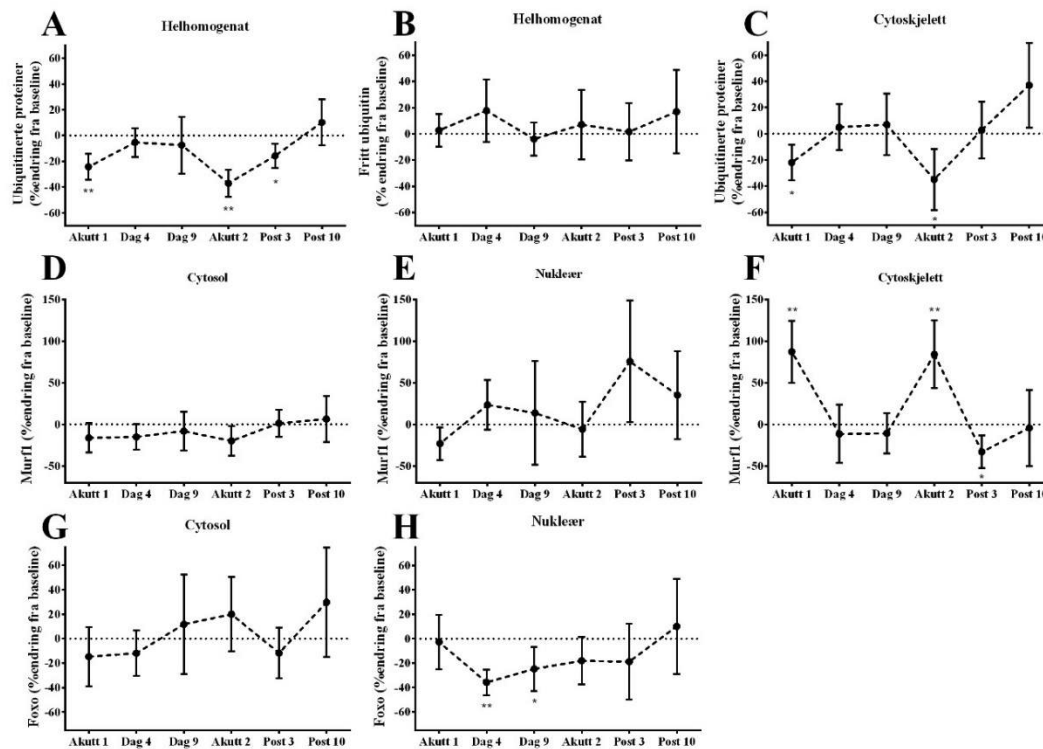 A
Helhomogenat
Ubiquitinerte proteiner
(%endring fra baseline)
60
40
20
0
-20
-40
-60
**
**
*
Akutt 1 Dag 4 Dag 9 Akutt 2 Post 3 Post 10
B
Helhomogenat
Fritt ubiquitin
(% endring fra baseline)
60
40
20
0
-20
-40
-60
Akutt 1 Dag 4 Dag 9 Akutt 2 Post 3 Post 10
C
Cytoskjelett
Ubiquitinerte proteiner
(%endring fra baseline)
60
40
20
0
-20
-40
-60
*
*
Akutt 1 Dag 4 Dag 9 Akutt 2 Post 3 Post 10
D
Cytosol
Murf1 (%endring fra baseline)
150
100
50
0
-50
Akutt 1 Dag 4 Dag 9 Akutt 2 Post 3 Post 10
E
Nukleær
Murf1 (%endring fra baseline)
150
100
50
0
-50
Akutt 1 Dag 4 Dag 9 Akutt 2 Post 3 Post 10
F
Cytoskjelett
Murf1 (%endring fra baseline)
150
100
50
0
-50
**
**
*
Akutt 1 Dag 4 Dag 9 Akutt 2 Post 3 Post 10
G
Cytosol
Foxo (%endring fra baseline)
60
40
20
0
-20
-40
-60
Akutt 1 Dag 4 Dag 9 Akutt 2 Post 3 Post 10
H
Nukleær
Foxo (%endring fra baseline)
60
40
20
0
-20
-40
-60
**
*
Akutt 1 Dag 4 Dag 9 Akutt 2 Post 3 Post 10